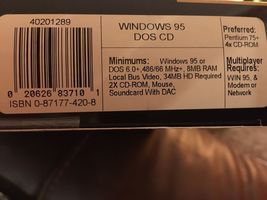 40201289
WINDOWS 95
DOS CD
Preferred:
Pentium 75+
4x CD-ROM
Minimums: Windows 95 or
DOS 6.0+, 486/66 MHz+, 8MB RAM
Local Bus Video, 34MB HD Required
2X CD-ROM, Mouse,
Soundcard With DAC
Multiplayer
Requires:
WIN 95, &
Modem or
Network
0 20626 83710 1
ISBN 0-87177-420-8